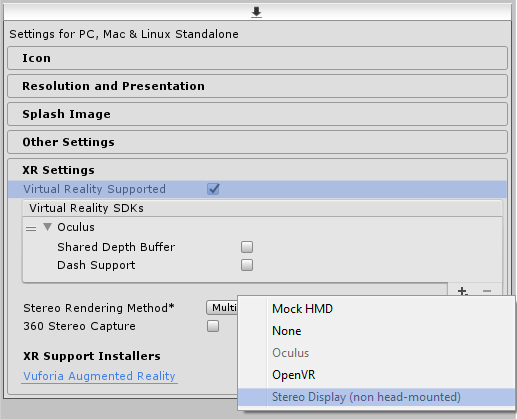 Settings for PC, Mac & Linux Standalone
Icon
Resolution and Presentation
Splash Image
Other Settings
XR Settings
Virtual Reality Supported
Virtual Reality SDKs
Oculus
Shared Depth Buffer
Dash Support
Stereo Rendering Method* Multi
360 Stereo Capture
XR Support Installers
Vuforia Augmented Reality
Mock HMD
None
Oculus
OpenVR
Stereo Display (non head-mounted)